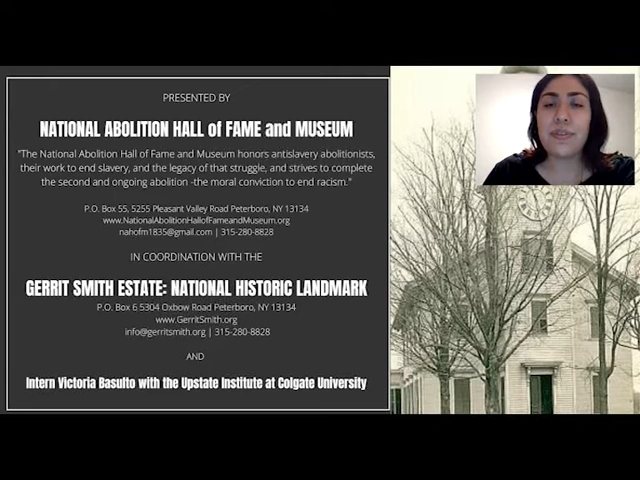 PRESENTED BY
NATIONAL ABOLITION HALL of FAME and MUSEUM
"The National Abolition Hall of Fame and Museum honors antislavery abolitionists,
their work to end slavery, and the legacy of that struggle, and strives to complete
the second and ongoing abolition -the moral conviction to end racism."
P.O. Box 55, 5255 Pleasant Valley Road Peterboro, NY 13134
www.NationalAbolitionHallofFameandMuseum.org
nahofm1835@gmail.com | 315-280-8828
IN COORDINATION WITH THE
GERRIT SMITH ESTATE: NATIONAL HISTORIC LANDMARK
P.O. Box 6 5304 Oxbow Road Peterboro, NY 13134
www.GerritSmith.org
info@gerritsmith.org | 315-280-8828
AND
Intern Victoria Basulto with the Upstate Institute at Colgate University